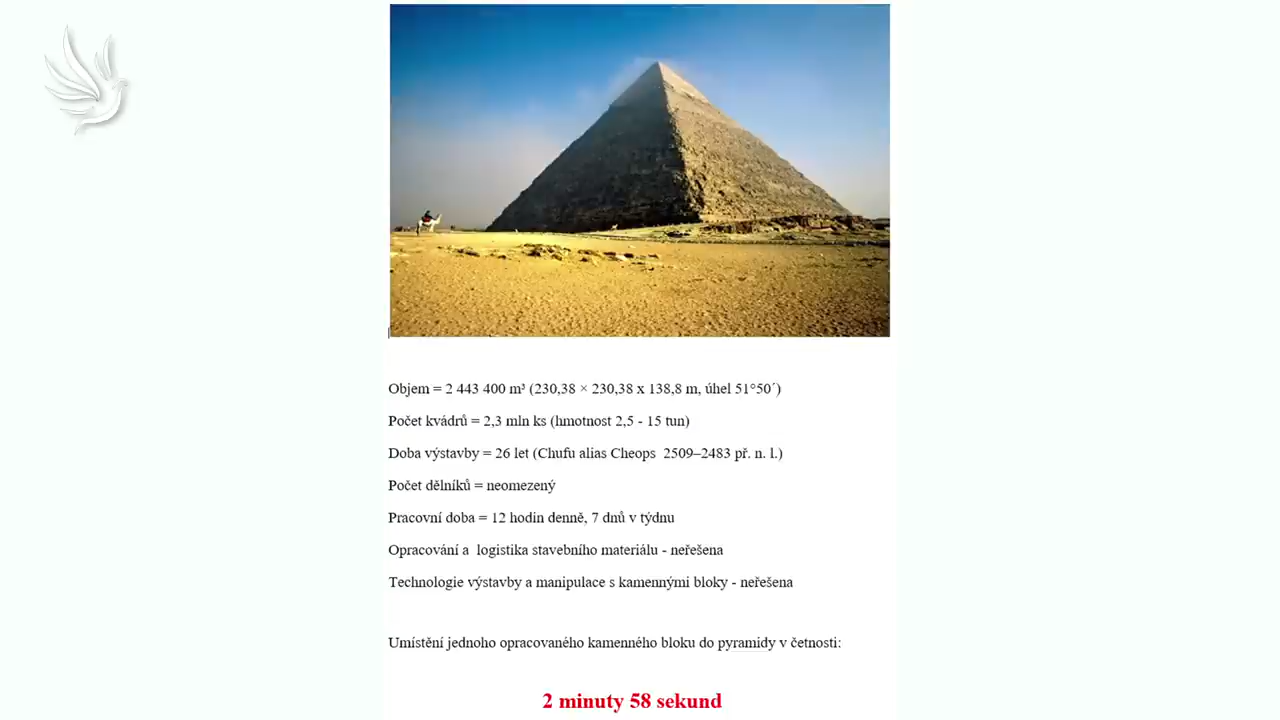 Objem = 2 443 400 m³ (230,38 × 230,38 x 138,8 m, úhel 51°50´)
Počet kvádrů = 2,3 mln ks (hmotnost 2,5 - 15 tun)
Doba výstavby = 26 let (Chufu alias Cheops  2509–2483 př. n. l.)
Počet dělníků = neomezený
Pracovní doba = 12 hodin denně, 7 dnů v týdnu
Opracování a  logistika stavebního materiálu - neřešena
Technologie výstavby a manipulace s kamennými bloky - neřešena
Umístění jednoho opracovaného kamenného bloku do pyramidy v četnosti:
2 minuty 58 sekund